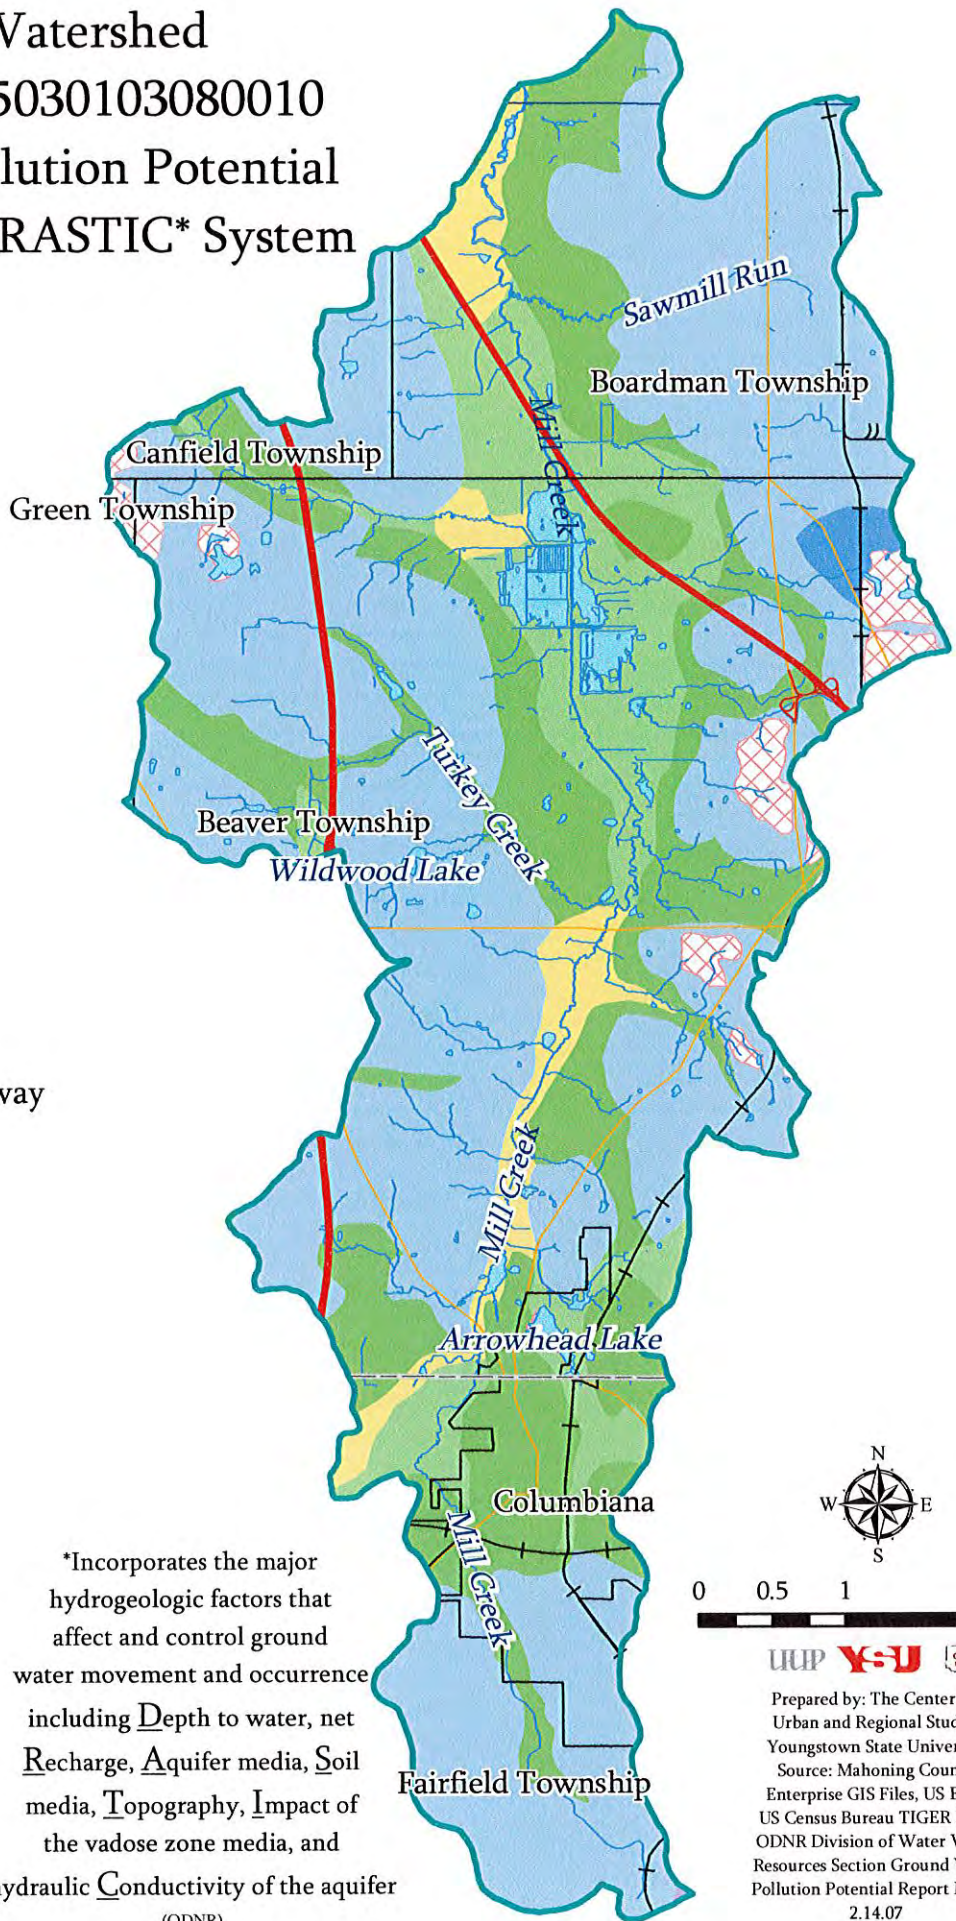 Watershed
5030103080010
lution Potential
RASTIC* System
Sawmill Run
Boardman Township
Mill Creek
Canfield Township
Green Township
Turkey Creek
Beaver Township
Wildwood Lake
way
Mill Creek
Arrowhead Lake
Columbiana
Mill Creek
Fairfield Township
N
W E
S
0 0.5 1
UUP YSU
*Incorporates the major
hydrogeologic factors that
affect and control ground
water movement and occurrence
including Depth to water, net
Recharge, Aquifer media, Soil
media, Topography, Impact of
the vadose zone media, and
hydraulic Conductivity of the aquifer
(ODNR)
Prepared by: The Center
Urban and Regional Stud
Youngstown State Univer
Source: Mahoning Coun
Enterprise GIS Files, US
US Census Bureau TIGER
ODNR Division of Water
Resources Section Ground
Pollution Potential Report
2.14.07